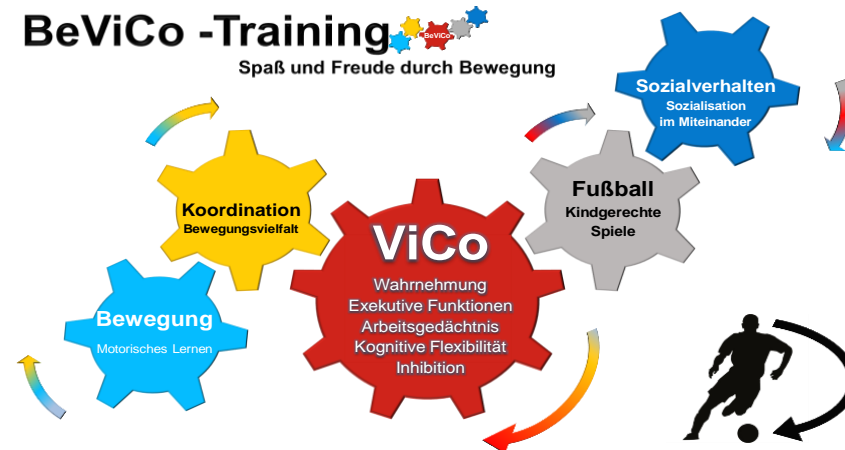 BeViCo -Training
BeViCo
Spaß und Freude durch Bewegung
Sozialverhalten
Sozialisation
im Miteinander
Fußball
Kindgerechte
Spiele
Koordination
Bewegungsvielfalt
ViCo
Wahrnehmung
Exekutive Funktionen
Arbeitsgedächtnis
Kognitive Flexibilität
Inhibition
Bewegung
Motorisches Lernen